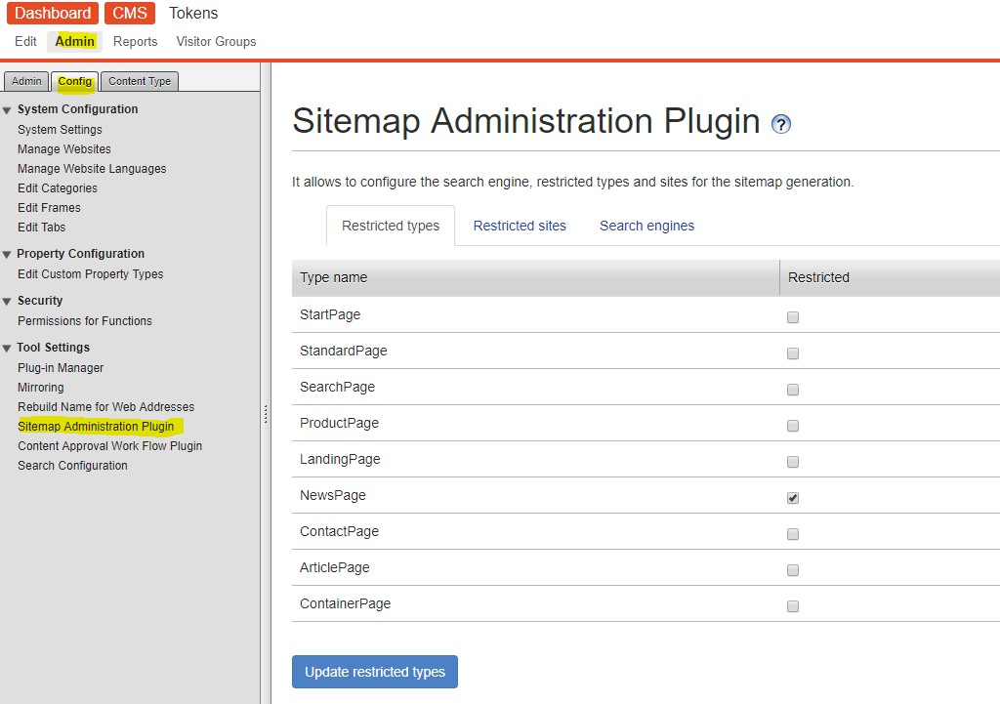 Dashboard CMS Tokens
Edit Admin Reports Visitor Groups
Admin Config Content Type
System Configuration
System Settings
Manage Websites
Manage Website Languages
Edit Categories
Edit Frames
Edit Tabs
Property Configuration
Edit Custom Property Types
Security
Permissions for Functions
Tool Settings
Plug-in Manager
Mirroring
Rebuild Name for Web Addresses
Sitemap Administration Plugin
Content Approval Work Flow Plugin
Search Configuration
Sitemap Administration Plugin ?
It allows to configure the search engine, restricted types and sites for the sitemap generation.
Restricted types Restricted sites Search engines
Type name Restricted
StartPage
StandardPage
SearchPage
ProductPage
LandingPage
NewsPage
ContactPage
ArticlePage
ContainerPage
Update restricted types